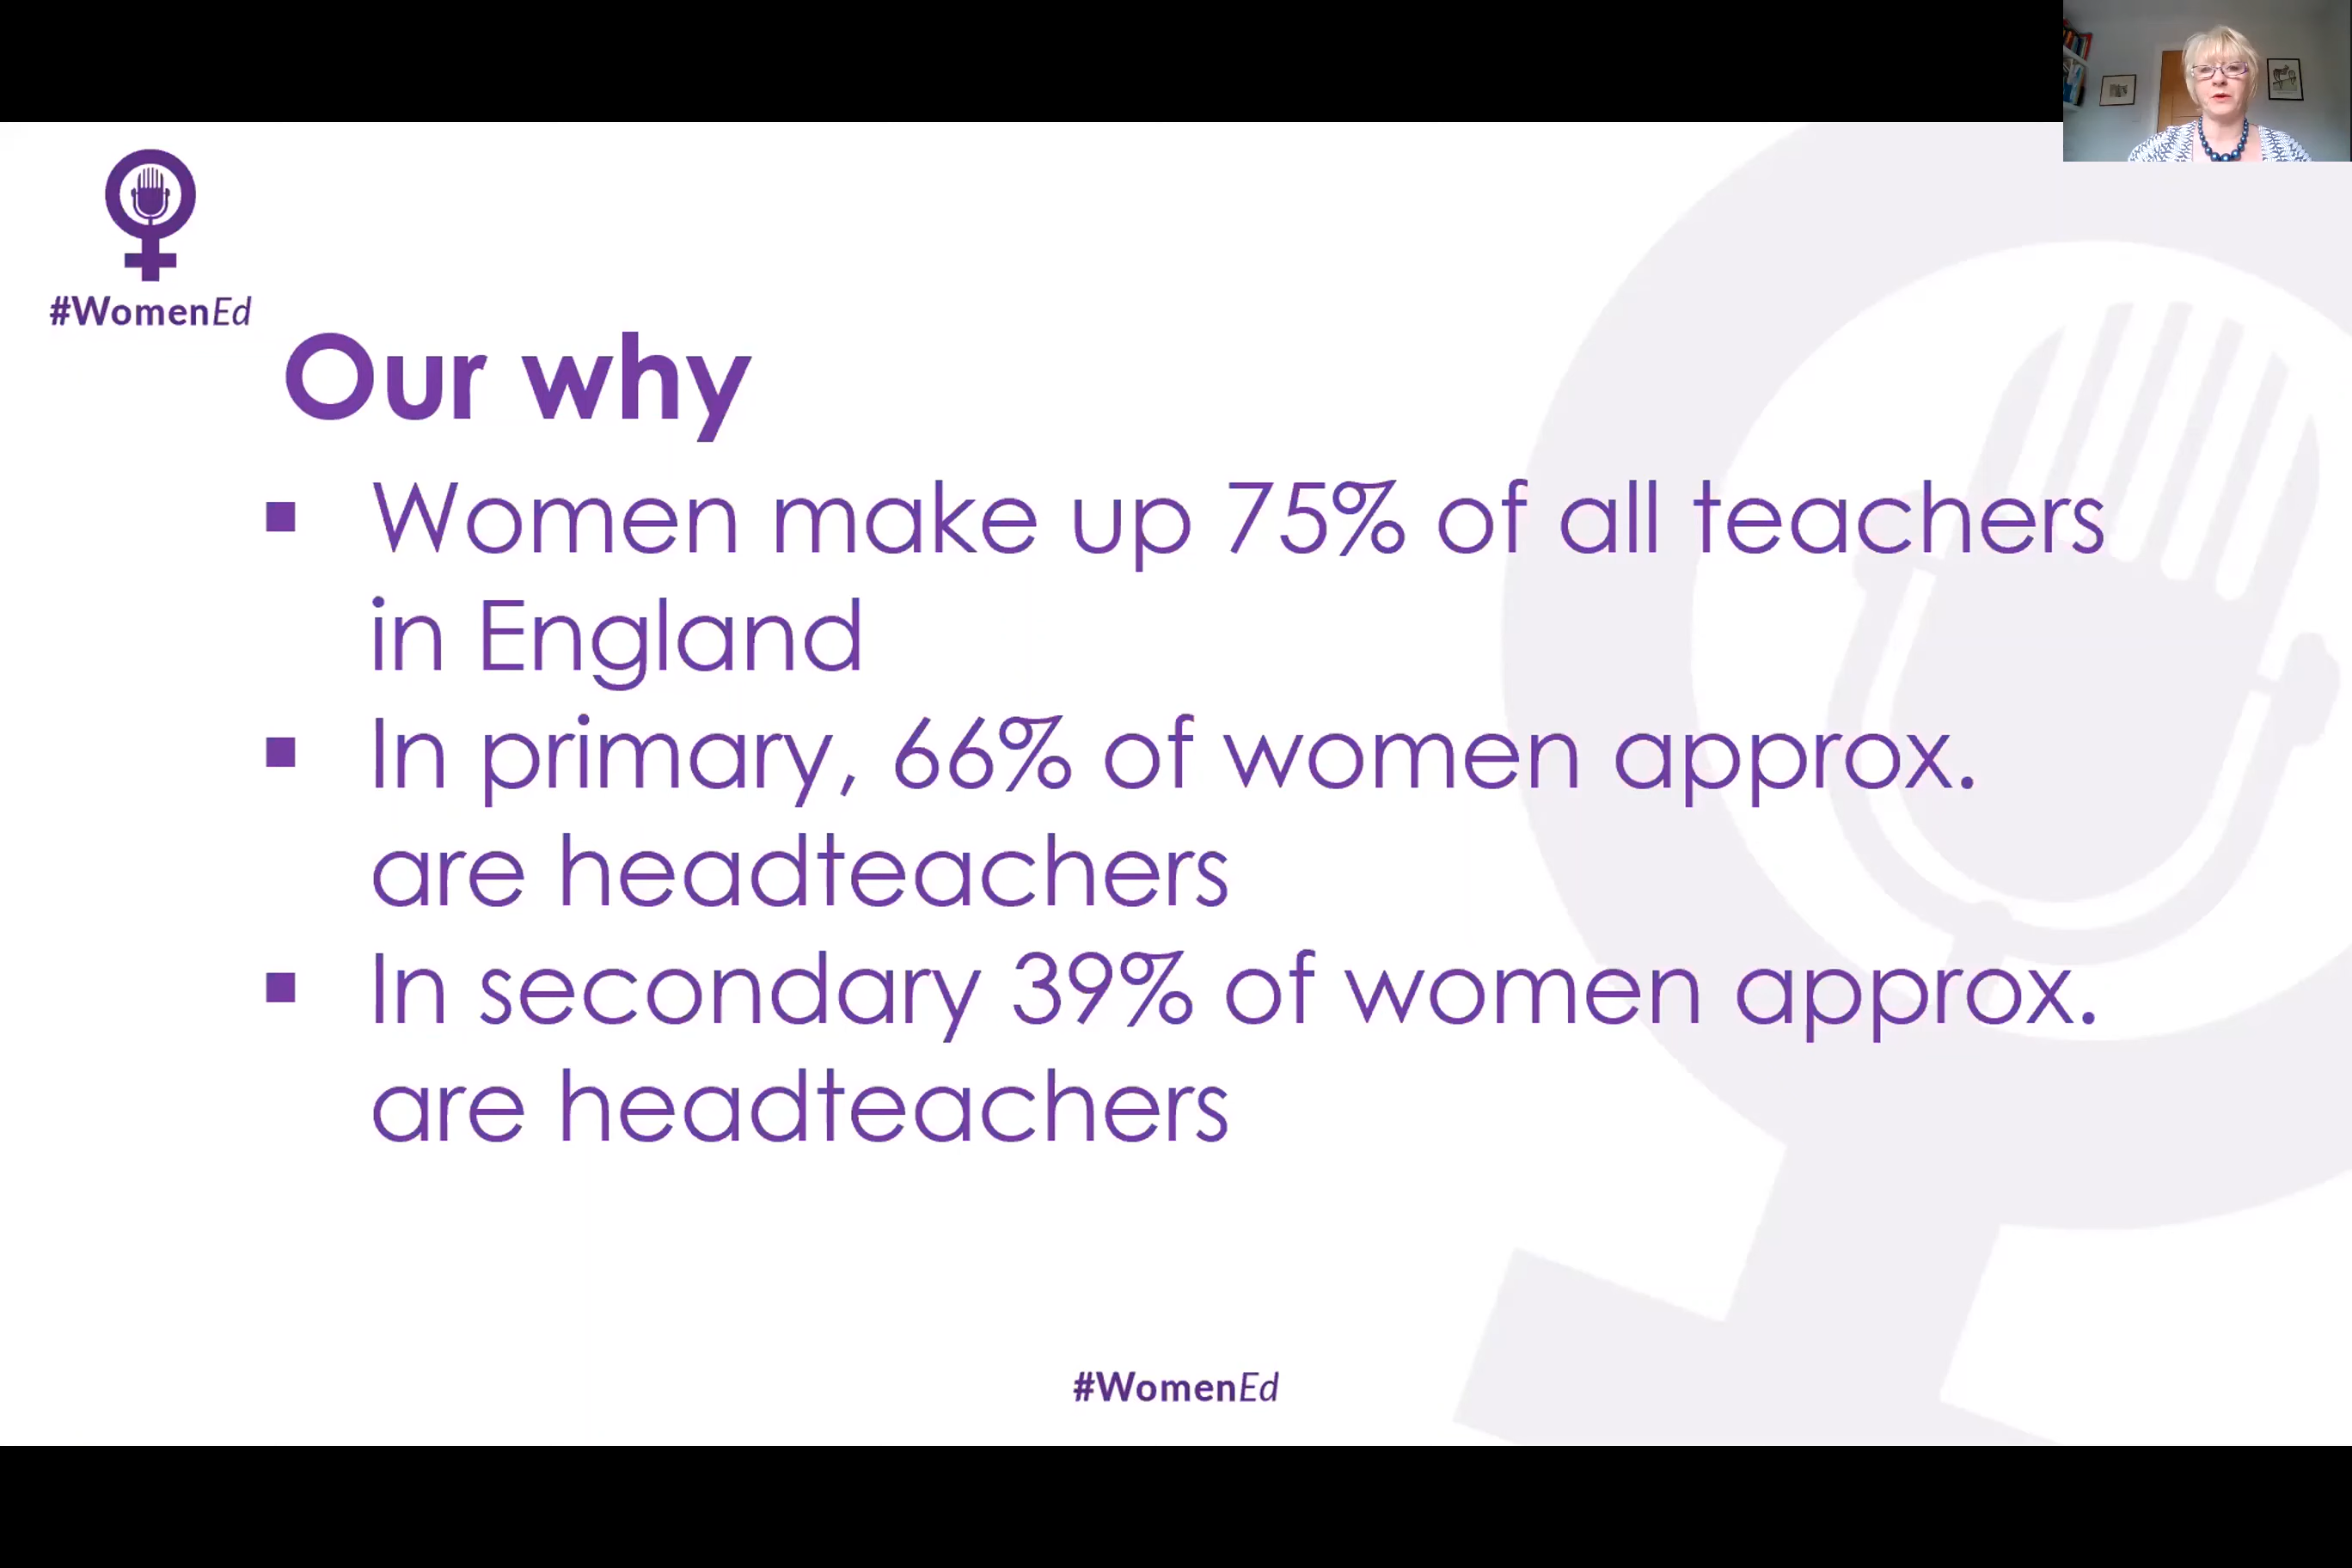 #WomenEd
Our why
Women make up 75% of all teachers
in England
In primary, 66% of women approx.
are headteachers
In secondary 39% of women approx.
are headteachers
#WomenEd